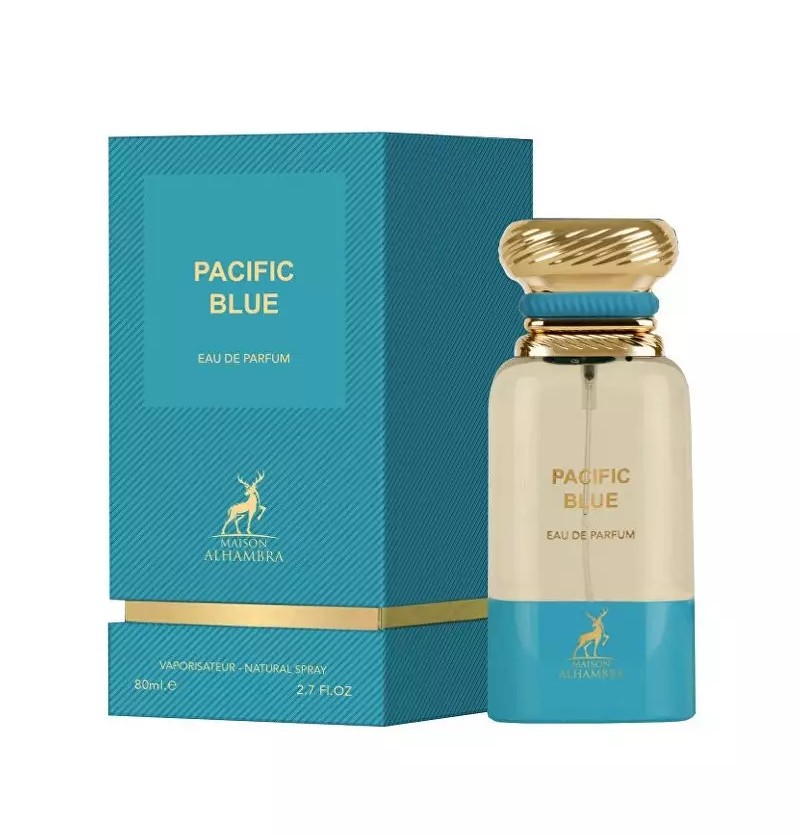 PACIFIC
BLUE
EAU DE PARFUM
MAISON
ALHAMBRA
VAPORISATEUR - NATURAL SPRAY
80ml.e
2.7 Fl.OZ
PACIFIC
BLUE
EAU DE PARFUM
MAISON
ALHAMBRA